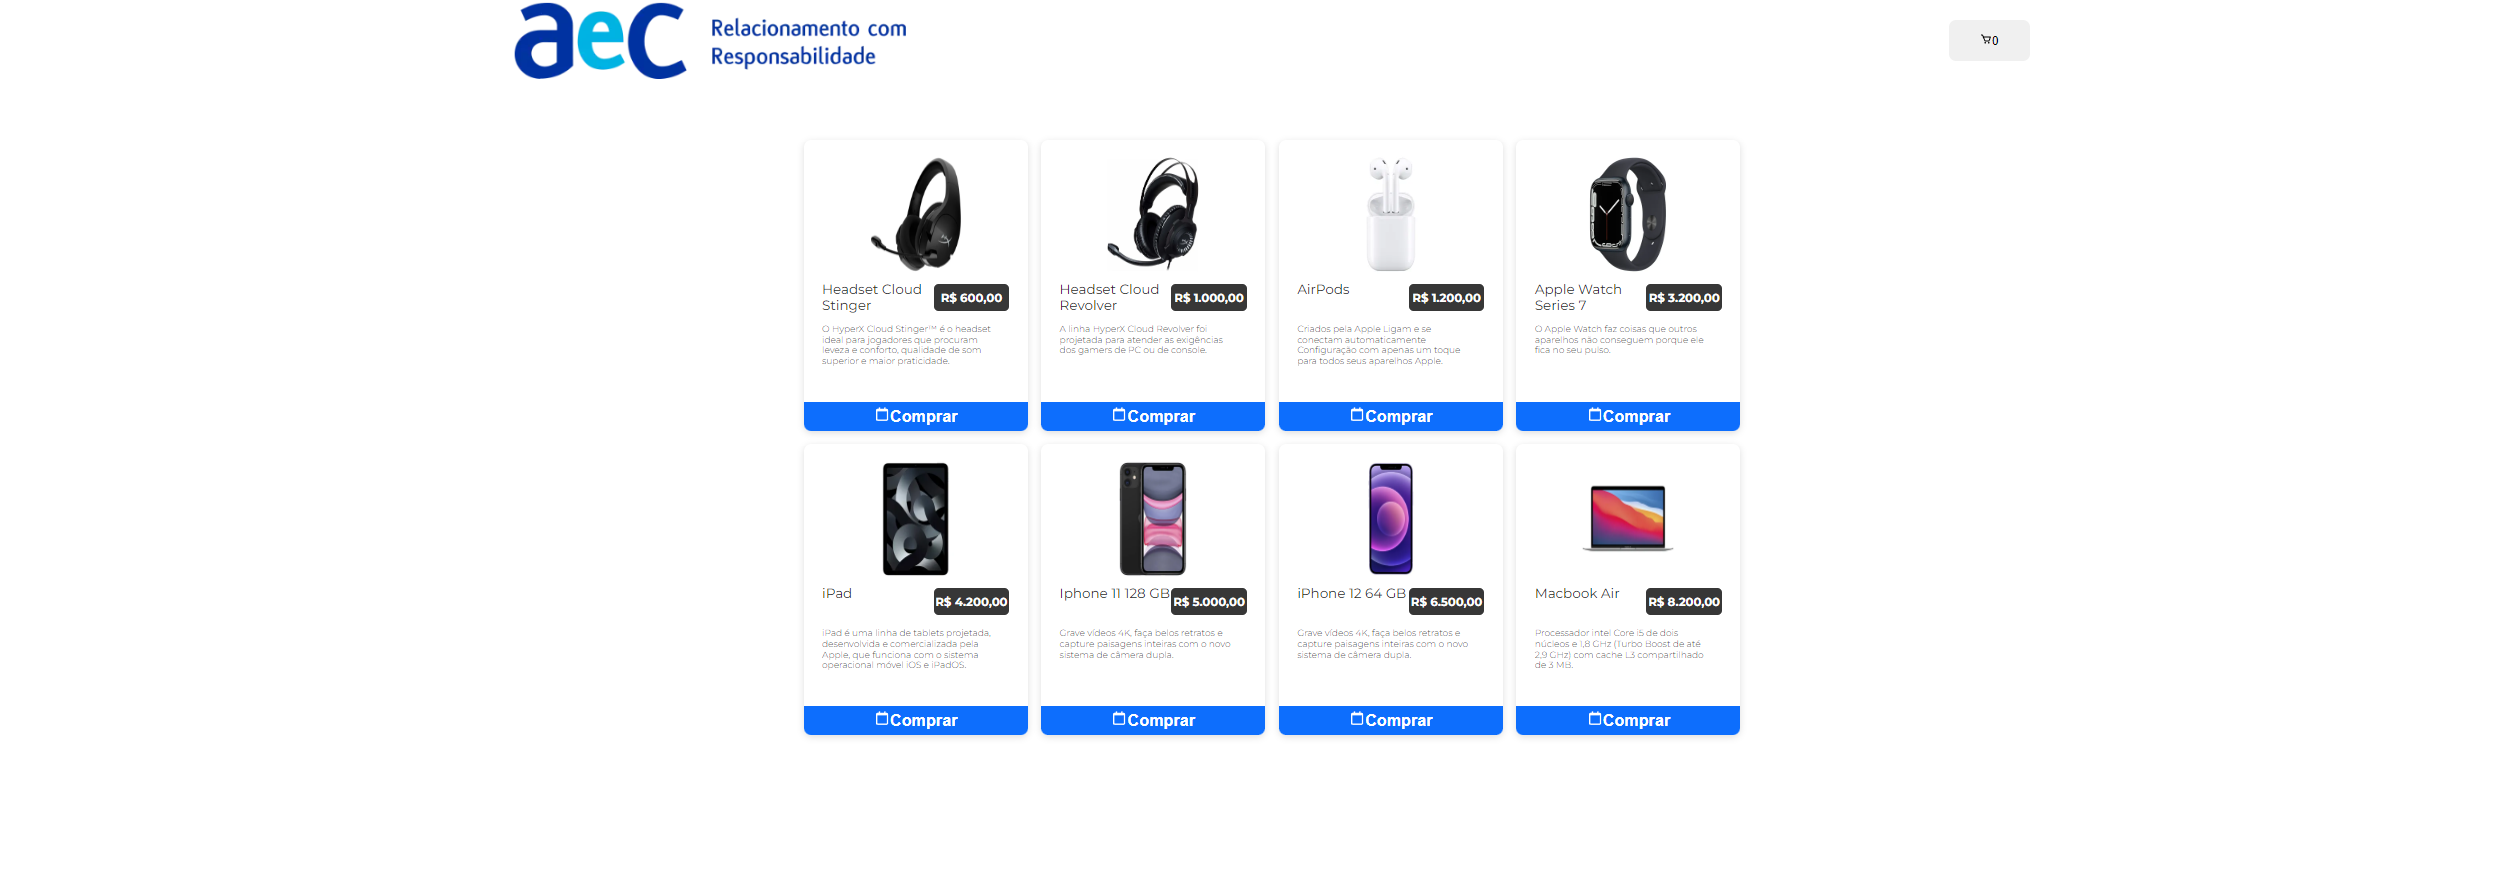 aec
Relacionamento com
Responsabilidade
0
Headset Cloud
Stinger
R$ 600,00
O HyperX Cloud Stinger™ é o headset
ideal para jogadores que procuram
leveza e conforto, qualidade de som
superior e maior praticidade.
Comprar
Headset Cloud
Revolver
R$ 1.000,00
A linha HyperX Cloud Revolver foi
projetada para atender as exigências
dos gamers de PC ou de console.
Comprar
AirPods
R$ 1.200,00
Criados pela Apple Ligam e se
conectam automaticamente
Configuração com apenas um toque
para todos seus aparelhos Apple.
Comprar
Apple Watch
Series 7
R$ 3.200,00
O Apple Watch faz coisas que outros
aparelhos não conseguem porque ele
fica no seu pulso.
Comprar
iPad
R$ 4.200,00
iPad é uma linha de tablets projetada,
desenvolvida e comercializada pela
Apple, que funciona com o sistema
operacional móvel iOS e iPadOS.
Comprar
Iphone 11 128 GB
R$ 5.000,00
Grave vídeos 4K, faça belos retratos e
capture paisagens inteiras com o novo
sistema de câmera dupla.
Comprar
iPhone 12 64 GB
R$ 6.500,00
Grave vídeos 4K, faça belos retratos e
capture paisagens inteiras com o novo
sistema de câmera dupla.
Comprar
Macbook Air
R$ 8.200,00
Processador intel Core i5 de dois
núcleos e 1,8 GHz (Turbo Boost de até
2,9 GHz) com cache L3 compartilhado
de 3 MB.
Comprar